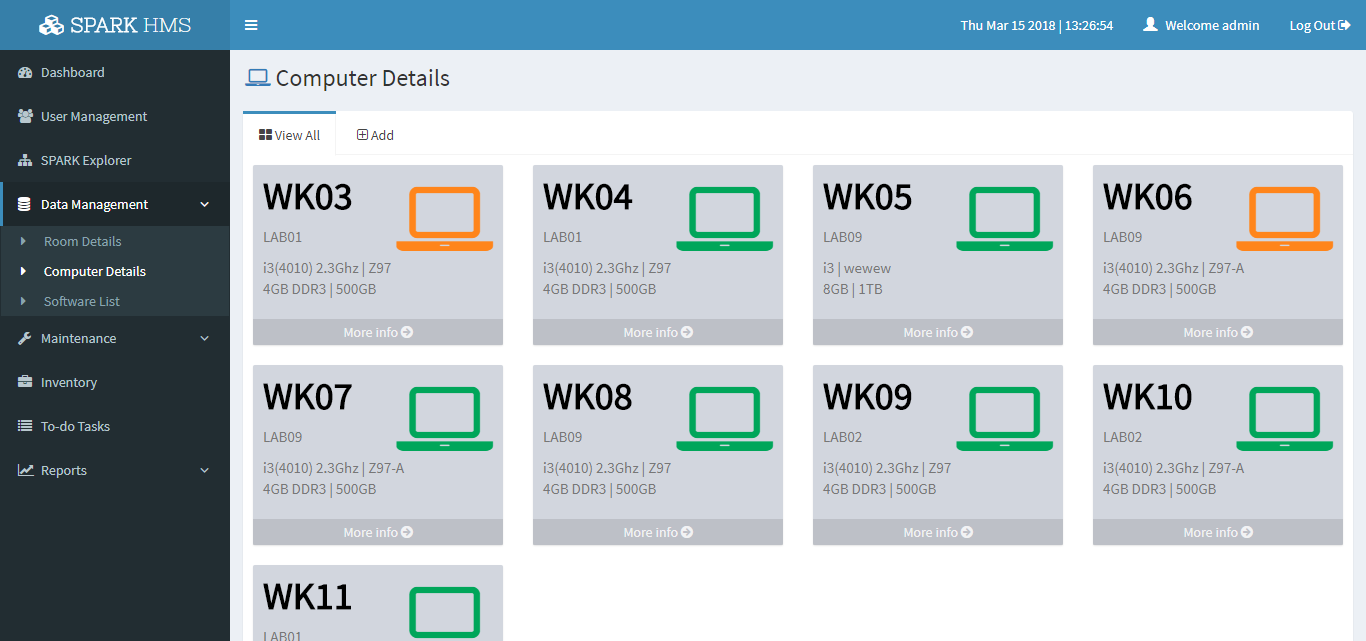 SPARK HMS
Thu Mar 15 2018 | 13:26:54
Welcome admin
Log Out
Dashboard
User Management
SPARK Explorer
Data Management
Room Details
Computer Details
Software List
Maintenance
Inventory
To-do Tasks
Reports
Computer Details
View All
Add
WK03
LAB01
i3(4010) 2.3Ghz | Z97
4GB DDR3 | 500GB
More info
WK04
LAB01
i3(4010) 2.3Ghz | Z97
4GB DDR3 | 500GB
More info
WK05
LAB09
i3 | wewew
8GB | 1TB
More info
WK06
LAB09
i3(4010) 2.3Ghz | Z97-A
4GB DDR3 | 500GB
More info
WK07
LAB09
i3(4010) 2.3Ghz | Z97-A
4GB DDR3 | 500GB
More info
WK08
LAB09
i3(4010) 2.3Ghz | Z97
4GB DDR3 | 500GB
More info
WK09
LAB02
i3(4010) 2.3Ghz | Z97
4GB DDR3 | 500GB
More info
WK10
LAB02
i3(4010) 2.3Ghz | Z97-A
4GB DDR3 | 500GB
More info
WK11
LAB01